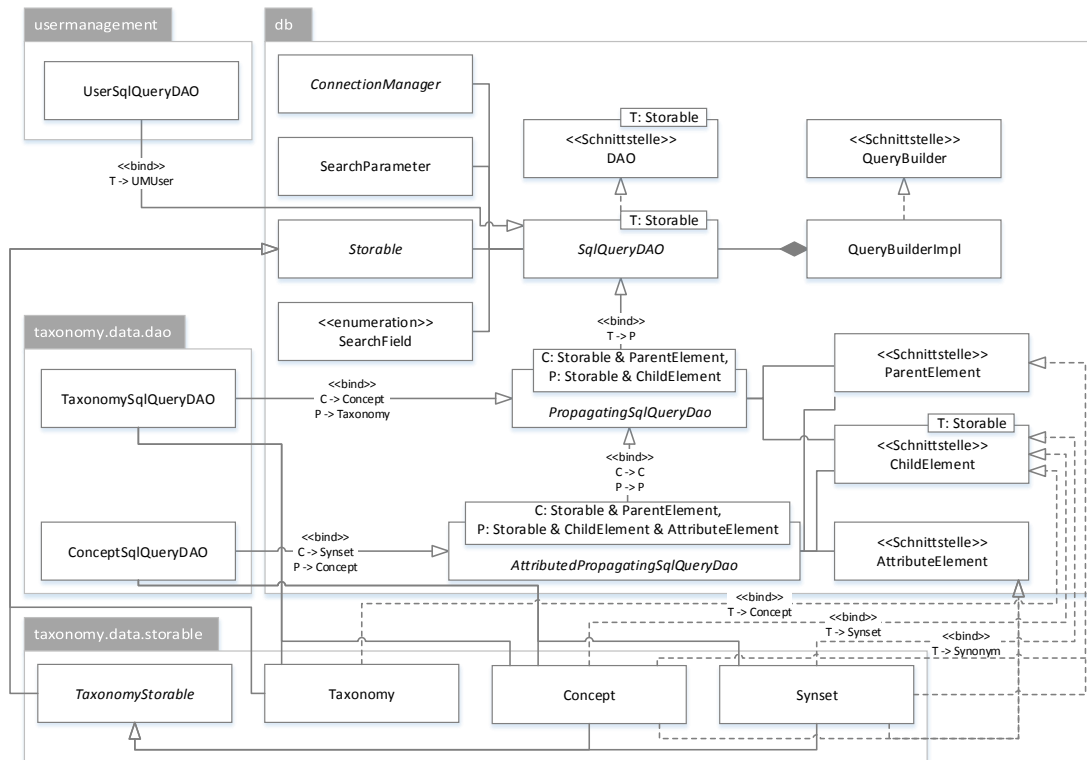 usermanagement
UserSqlQueryDAO
<<bind>>
T -> UMUser
db
ConnectionManager
SearchParameter
Storable
<<enumeration>>
SearchField
T: Storable
<<Schnittstelle>>
DAO
<<Schnittstelle>>
QueryBuilder
T: Storable
SqlQueryDAO
QueryBuilderImpl
<<bind>>
T -> P
C: Storable & ParentElement,
P: Storable & ChildElement
PropagatingSqlQueryDao
<<Schnittstelle>>
ParentElement
T: Storable
<<Schnittstelle>>
ChildElement
<<bind>>
C -> C
P -> P
C: Storable & ParentElement,
P: Storable & ChildElement & AttributeElement
AttributedPropagatingSqlQueryDao
<<Schnittstelle>>
AttributeElement
taxonomy.data.dao
TaxonomySqlQueryDAO
<<bind>>
C -> Concept
P -> Taxonomy
ConceptSqlQueryDAO
<<bind>>
C -> Synset
P -> Concept
<<bind>>
T -> Concept
<<bind>>
T -> Synset
<<bind>>
T -> Synonym
taxonomy.data.storable
TaxonomyStorable
Taxonomy
Concept
Synset